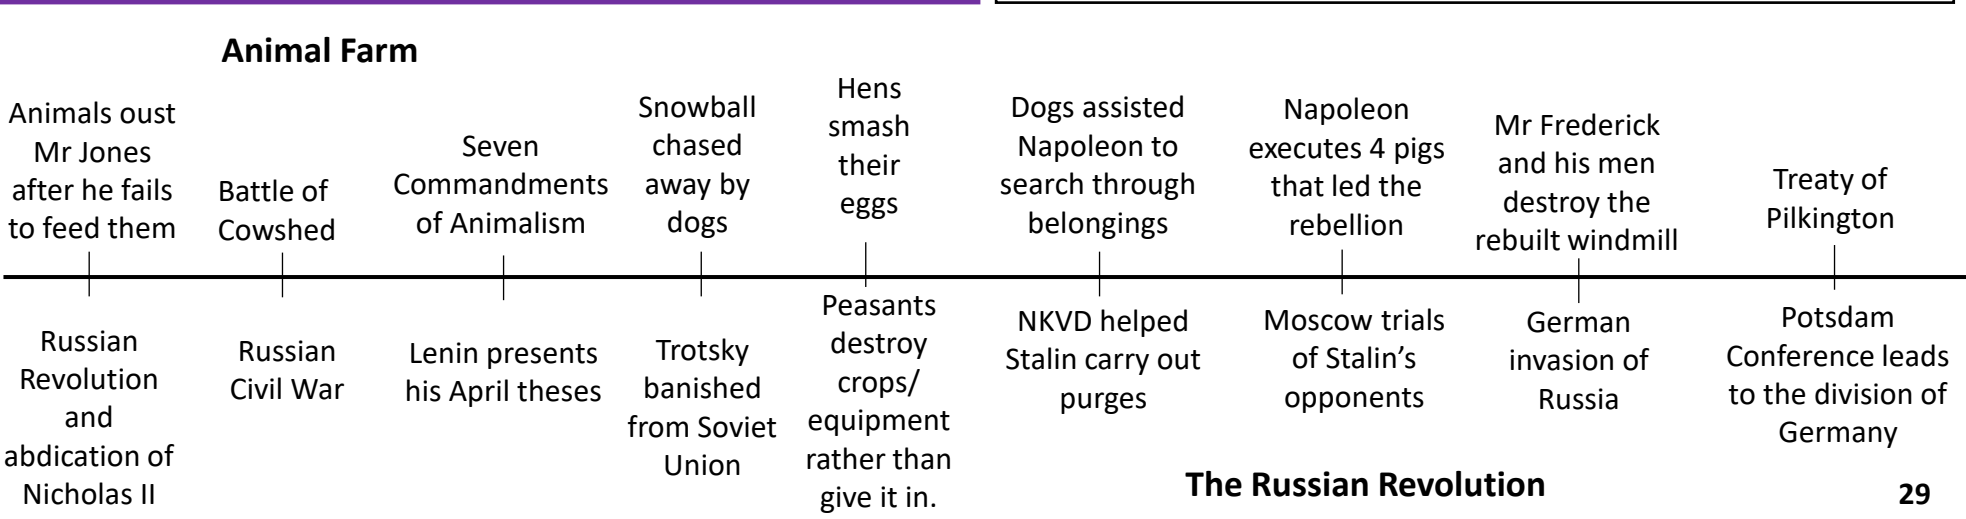 Animal Farm
Animals oust
Mr Jones
after he fails
to feed them
Battle of
Cowshed
Seven
Commandments
of Animalism
Snowball
chased
away by
dogs
Hens
smash
their
eggs
Dogs assisted
Napoleon to
search through
belongings
Napoleon
executes 4 pigs
that led the
rebellion
Mr Frederick
and his men
destroy the
rebuilt windmill
Treaty of
Pilkington
Russian
Revolution
and
abdication of
Nicholas II
Russian
Civil War
Lenin presents
his April theses
Trotsky
banished
from Soviet
Union
Peasants
destroy
crops/
equipment
rather than
give it in.
NKVD helped
Stalin carry out
purges
Moscow trials
of Stalin's
opponents
German
invasion of
Russia
Potsdam
Conference leads
to the division of
Germany
The Russian Revolution
29